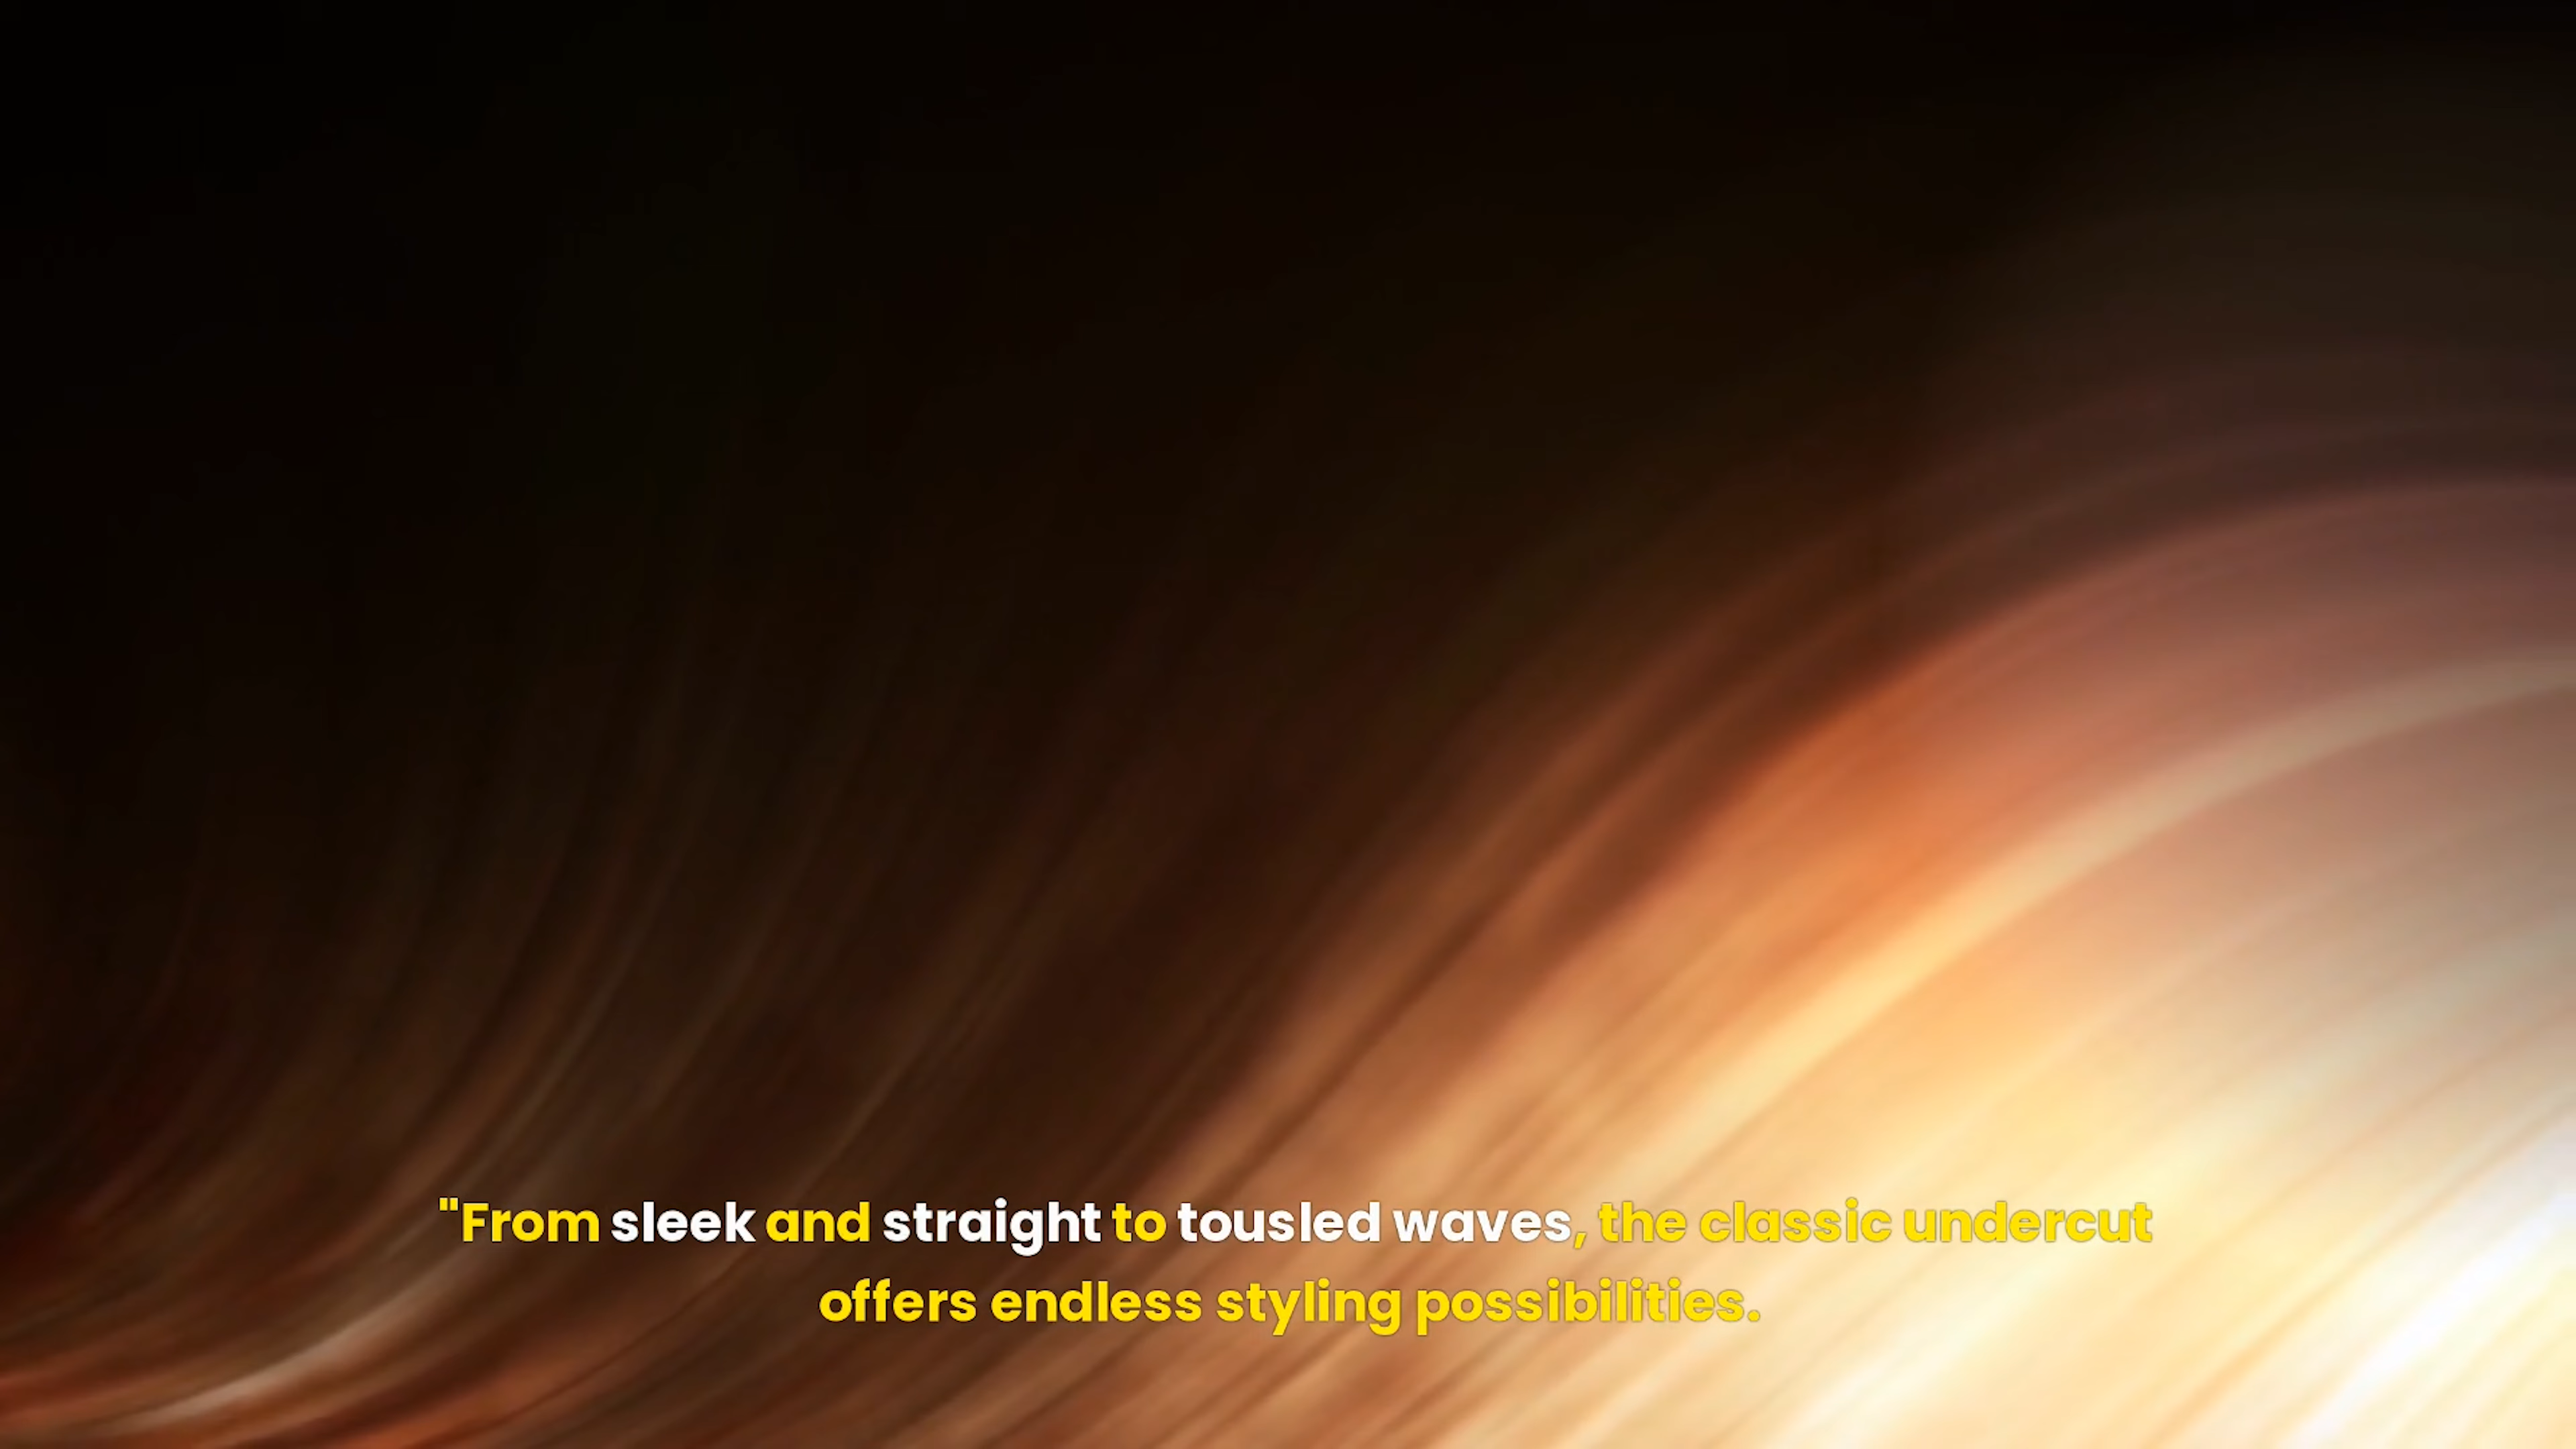 "From sleek and straight to tousled waves, the classic undercut
offers endless styling possibilities.